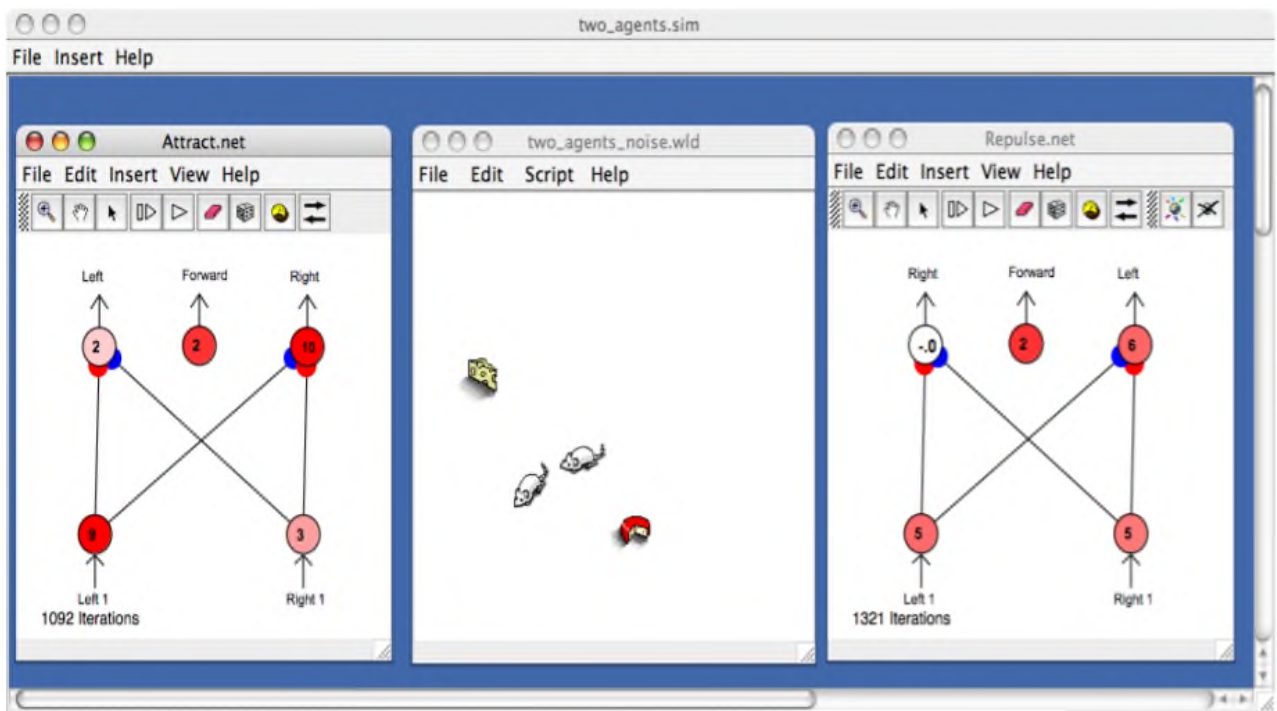 two_agents.sim
File Insert Help
Attract.net
File Edit Insert View Help
Left Forward Right
2 2 10
9 3
Left 1 Right 1
1092 Iterations
two_agents_noise.wld
File Edit Script Help
Repulse.net
File Edit Insert View Help
Right Forward Left
-.0 2 6
5 5
Left 1 Right 1
1321 Iterations